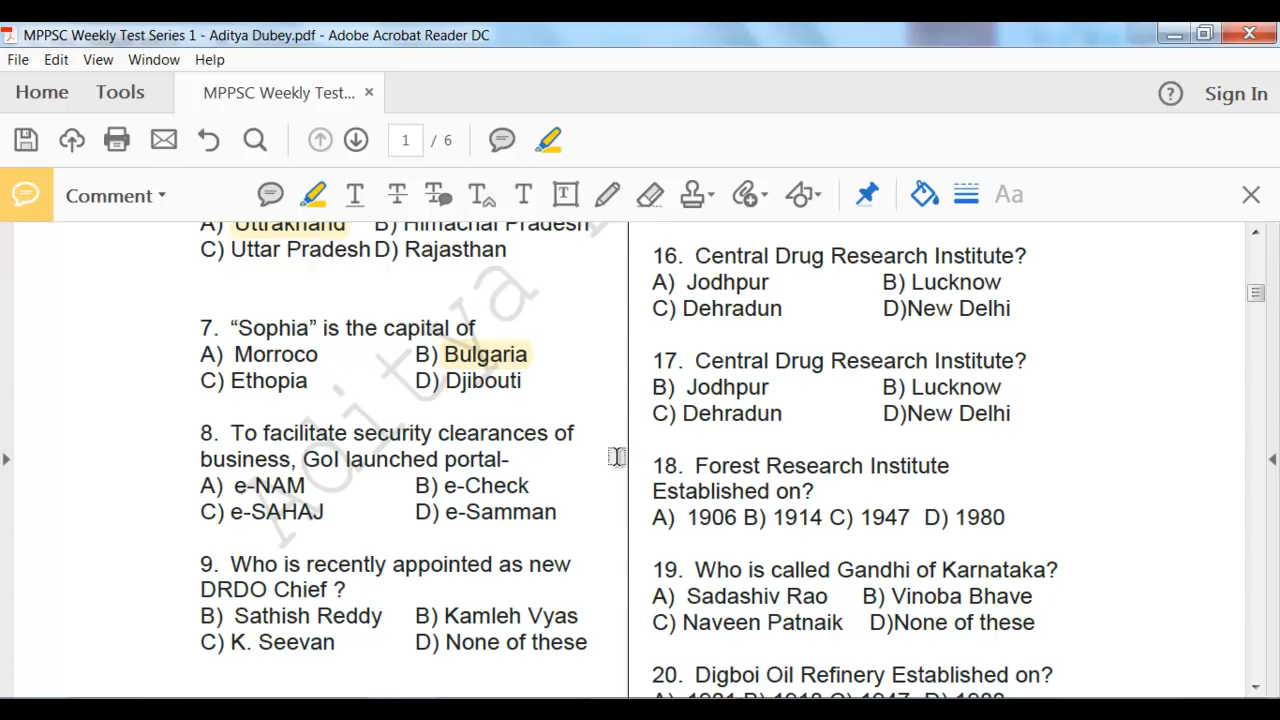 MPPSC Weekly Test Series 1 - Aditya Dubey.pdf - Adobe Acrobat Reader DC
File Edit View Window Help
Home Tools MPPSC Weekly Test... × Sign In
1 / 6
Comment
A) Uttrakhand B) Himachal Pradesh
C) Uttar Pradesh D) Rajasthan
7. “Sophia” is the capital of
A) Morroco B) Bulgaria
C) Ethopia D) Djibouti
8. To facilitate security clearances of
business, GoI launched portal-
A) e-NAM B) e-Check
C) e-SAHAJ D) e-Samman
9. Who is recently appointed as new
DRDO Chief ?
B) Sathish Reddy B) Kamleh Vyas
C) K. Seevan D) None of these
16. Central Drug Research Institute?
A) Jodhpur B) Lucknow
C) Dehradun D)New Delhi
17. Central Drug Research Institute?
B) Jodhpur B) Lucknow
C) Dehradun D)New Delhi
18. Forest Research Institute
Established on?
A) 1906 B) 1914 C) 1947 D) 1980
19. Who is called Gandhi of Karnataka?
A) Sadashiv Rao B) Vinoba Bhave
C) Naveen Patnaik D)None of these
20. Digboi Oil Refinery Established on?
Aditya